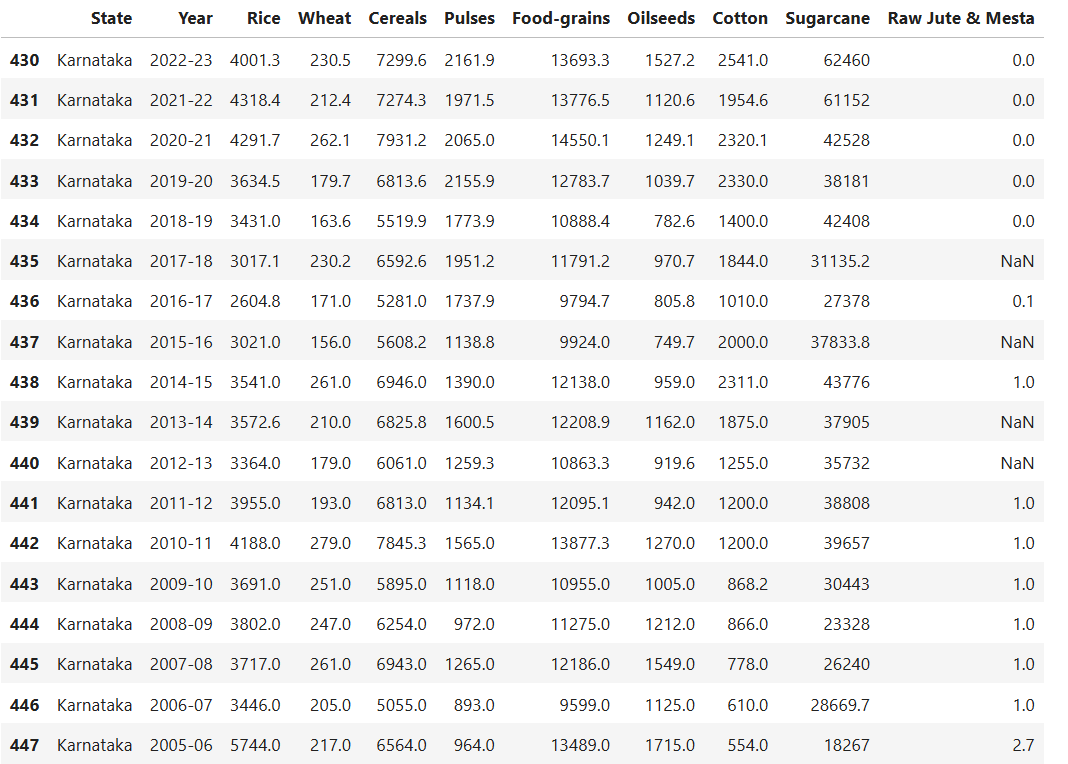 State Year Rice Wheat Cereals Pulses Food-grains Oilseeds Cotton Sugarcane Raw Jute & Mesta
430 Karnataka 2022-23 4001.3 230.5 7299.6 2161.9 13693.3 1527.2 2541.0 62460 0.0
431 Karnataka 2021-22 4318.4 212.4 7274.3 1971.5 13776.5 1120.6 1954.6 61152 0.0
432 Karnataka 2020-21 4291.7 262.1 7931.2 2065.0 14550.1 1249.1 2320.1 42528 0.0
433 Karnataka 2019-20 3634.5 179.7 6813.6 2155.9 12783.7 1039.7 2330.0 38181 0.0
434 Karnataka 2018-19 3431.0 163.6 5519.9 1773.9 10888.4 782.6 1400.0 42408 0.0
435 Karnataka 2017-18 3017.1 230.2 6592.6 1951.2 11791.2 970.7 1844.0 31135.2 NaN
436 Karnataka 2016-17 2604.8 171.0 5281.0 1737.9 9794.7 805.8 1010.0 27378 0.1
437 Karnataka 2015-16 3021.0 156.0 5608.2 1138.8 9924.0 749.7 2000.0 37833.8 NaN
438 Karnataka 2014-15 3541.0 261.0 6946.0 1390.0 12138.0 959.0 2311.0 43776 1.0
439 Karnataka 2013-14 3572.6 210.0 6825.8 1600.5 12208.9 1162.0 1875.0 37905 NaN
440 Karnataka 2012-13 3364.0 179.0 6061.0 1259.3 10863.3 919.6 1255.0 35732 NaN
441 Karnataka 2011-12 3955.0 193.0 6813.0 1134.1 12095.1 942.0 1200.0 38808 1.0
442 Karnataka 2010-11 4188.0 279.0 7845.3 1565.0 13877.3 1270.0 1200.0 39657 1.0
443 Karnataka 2009-10 3691.0 251.0 5895.0 1118.0 10955.0 1005.0 868.2 30443 1.0
444 Karnataka 2008-09 3802.0 247.0 6254.0 972.0 11275.0 1212.0 866.0 23328 1.0
445 Karnataka 2007-08 3717.0 261.0 6943.0 1265.0 12186.0 1549.0 778.0 26240 1.0
446 Karnataka 2006-07 3446.0 205.0 5055.0 893.0 9599.0 1125.0 610.0 28669.7 1.0
447 Karnataka 2005-06 5744.0 217.0 6564.0 964.0 13489.0 1715.0 554.0 18267 2.7